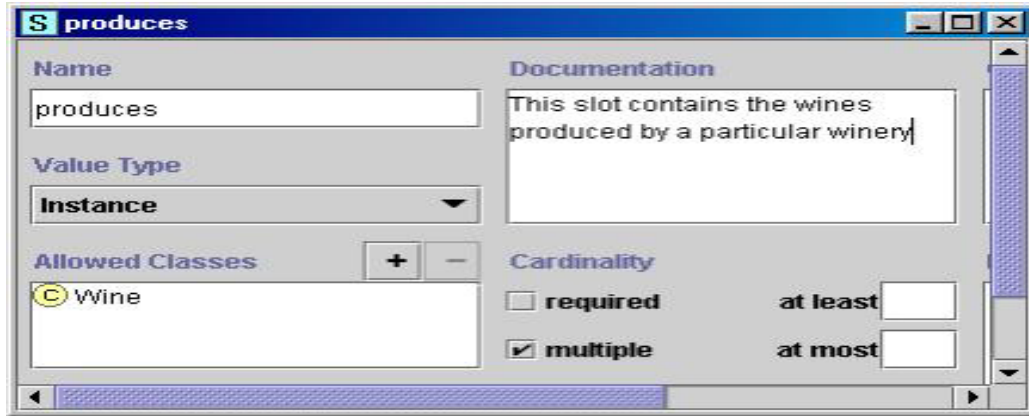 S produces
Name
produces
Value Type
Instance
Allowed Classes + −
C Wine
Documentation
This slot contains the wines
produced by a particular winery
Cardinality
required at least
multiple at most